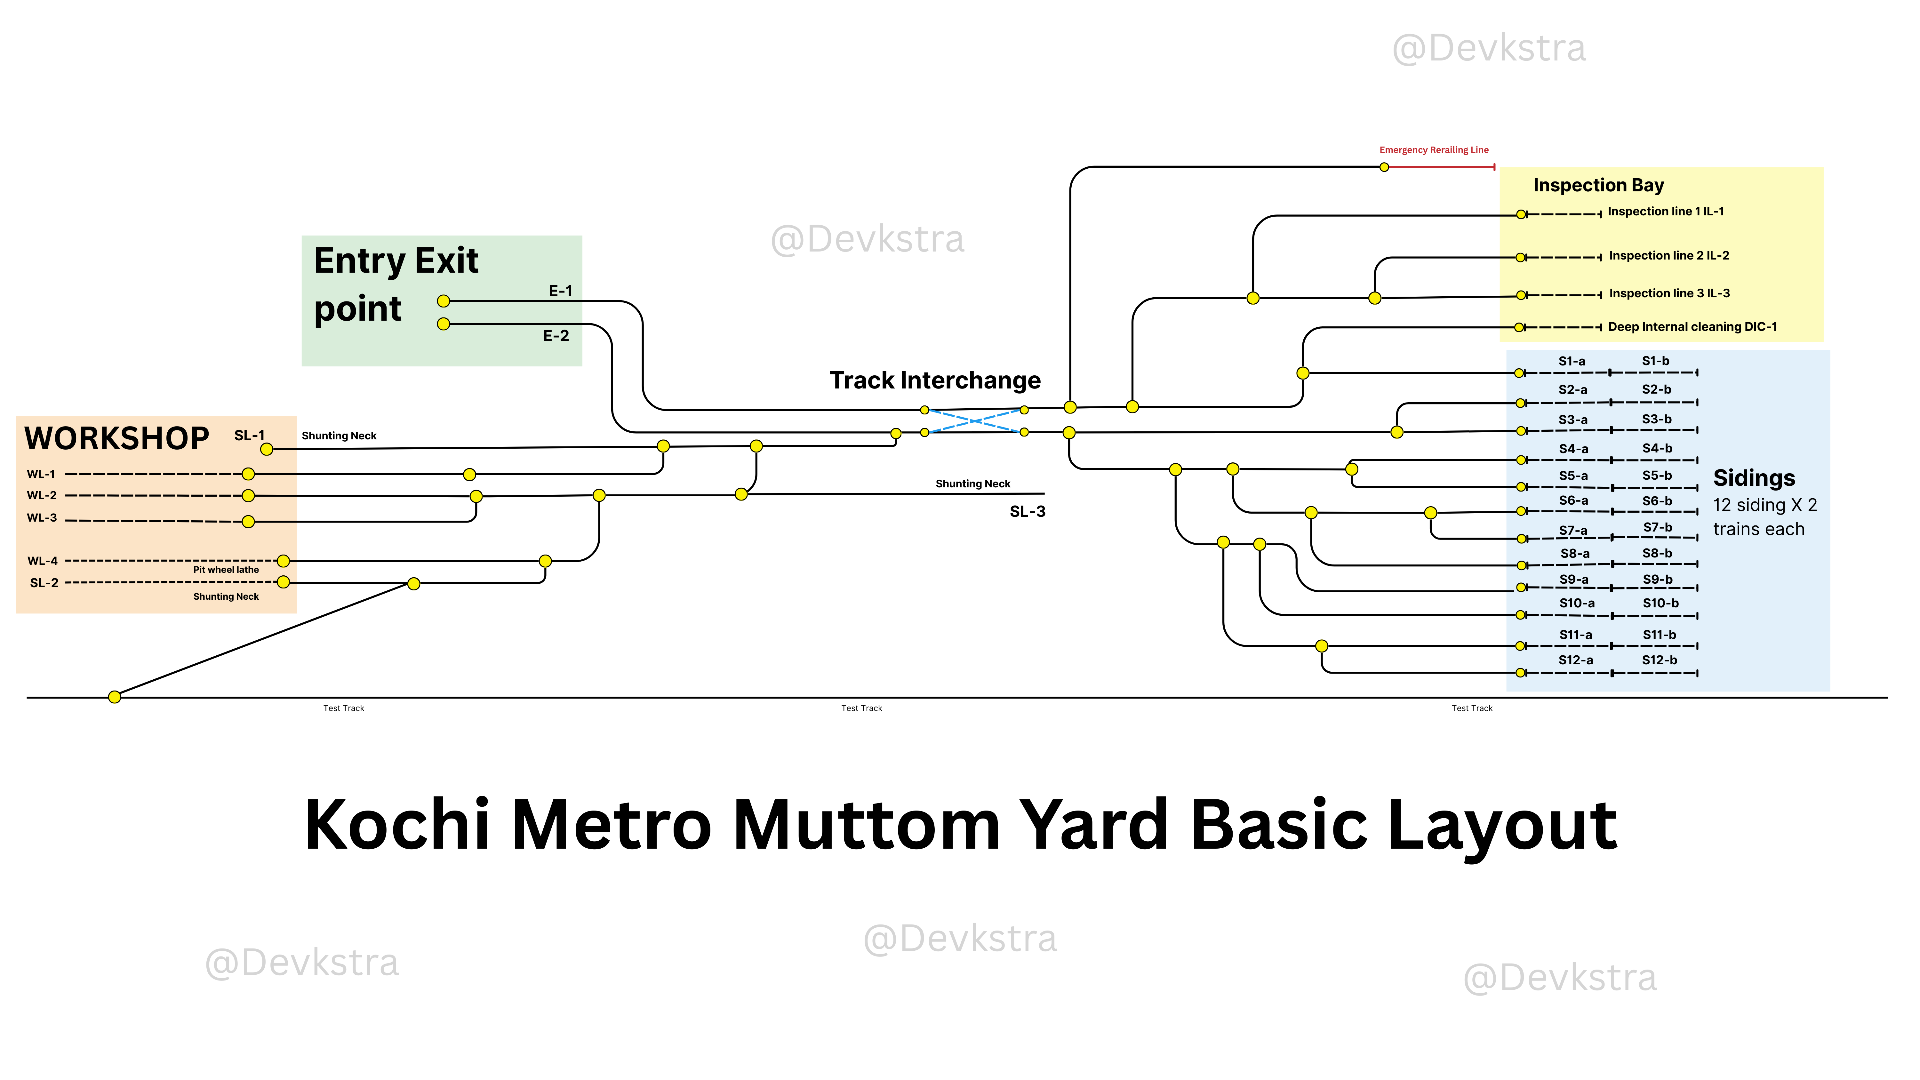 @Devkstra
Emergency Rerailing Line
Inspection Bay
Inspection line 1 IL-1
Inspection line 2 IL-2
Inspection line 3 IL-3
Deep Internal cleaning DIC-1
@Devkstra
Entry Exit
point
E-1
E-2
Track Interchange
WORKSHOP
SL-1
Shunting Neck
WL-1
WL-2
WL-3
WL-4
Pit wheel lathe
SL-2
Shunting Neck
Shunting Neck
SL-3
S1-a S1-b
S2-a S2-b
S3-a S3-b
S4-a S4-b
S5-a S5-b
S6-a S6-b
S7-a S7-b
S8-a S8-b
S9-a S9-b
S10-a S10-b
S11-a S11-b
S12-a S12-b
Sidings
12 siding X 2
trains each
Test Track Test Track Test Track
Kochi Metro Muttom Yard Basic Layout
@Devkstra
@Devkstra
@Devkstra